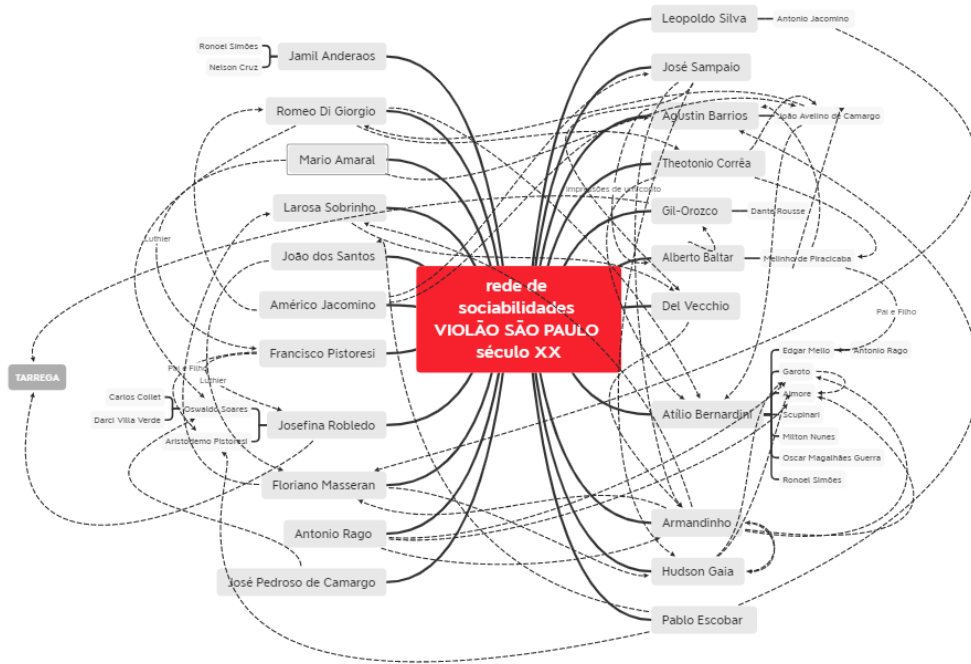 Leopoldo Silva
Antonio Jacomino
Ronoel Simões
Jamil Anderaos
Nelson Cruz
José Sampaio
Romeo Di Giorgio
Agustin Barrios
João Avelino de Camargo
Mario Amaral
Theotonio Corrêa
Impressões de um conto
Larosa Sobrinho
Gil-Orozco
Dante Rousse
Luthier
João dos Santos
Alberto Baltar
Melinho de Piracicaba
rede de
sociabilidades
VIOLÃO SÃO PAULO
século XX
Américo Jacomino
Del Vecchio
Pai e Filho
Francisco Pistoresi
Edgar Mello
Antonio Rago
Pai e Filho
Luthier
TARREGA
Garoto
Carlos Collet
Aimore
Oswaldo Soares
Darci Villa Verde
Josefina Robledo
Atílio Bernardini
Scupinari
Aristodemo Pistoresi
Milton Nunes
Oscar Magalhães Guerra
Floriano Masseran
Ronoel Simões
Antonio Rago
Armandinho
José Pedroso de Camargo
Hudson Gaia
Pablo Escobar